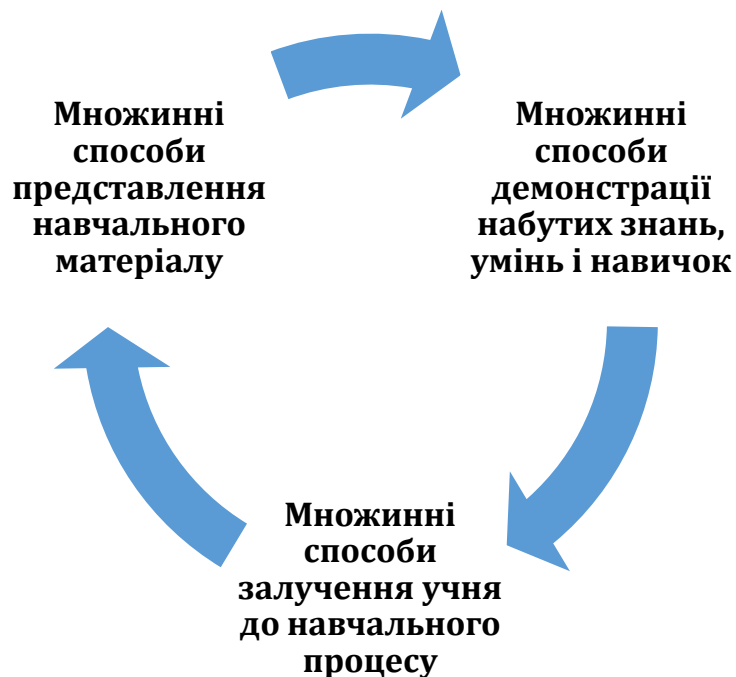 Множинні
способи
представлення
навчального
матеріалу
Множинні
способи
демонстрації
набутих знань,
умінь і навичок
Множинні
способи
залучення учня
до навчального
процесу